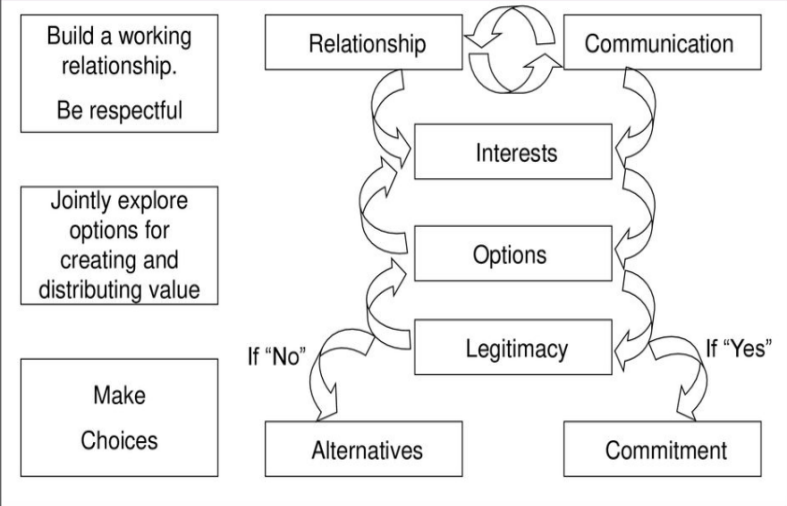 Build a working
relationship.
Be respectful
Relationship
Communication
Interests
Jointly explore
options for
creating and
distributing value
Options
Legitimacy
If “No”
If “Yes”
Make
Choices
Alternatives
Commitment